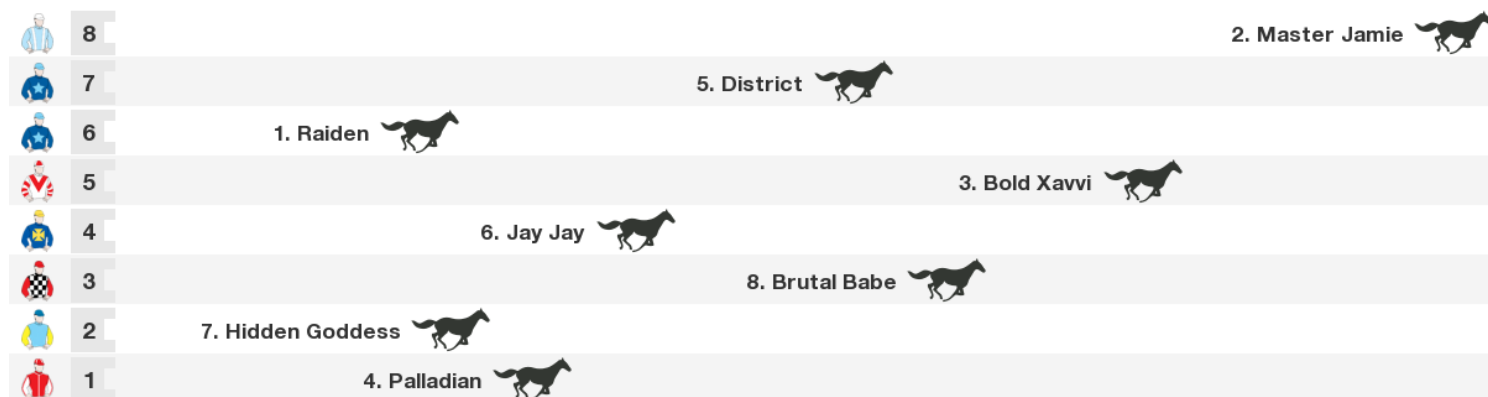 8 2. Master Jamie
7 5. District
6 1. Raiden
5 3. Bold Xavvi
4 6. Jay Jay
3 8. Brutal Babe
2 7. Hidden Goddess
1 4. Palladian